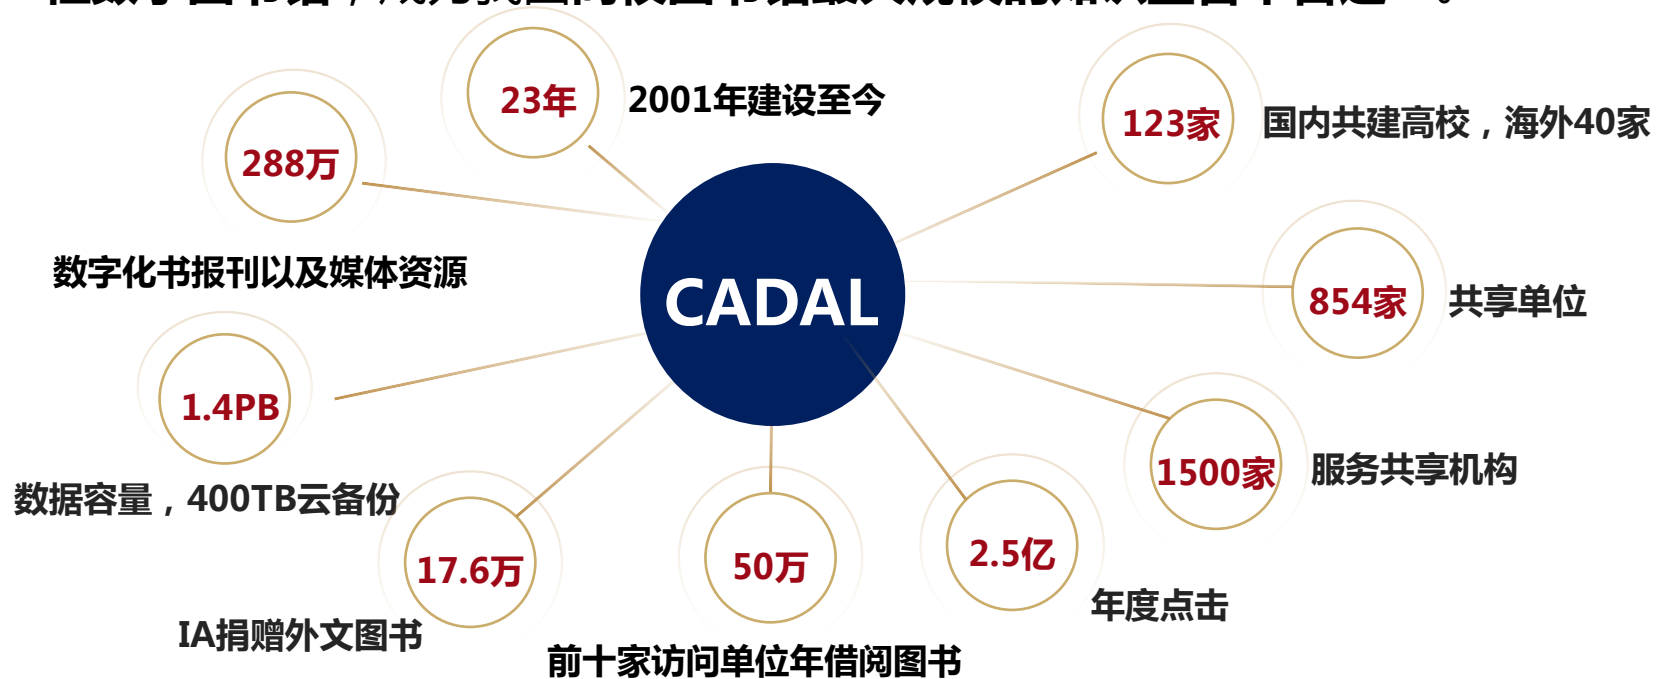 23年
2001年建设至今
123家
国内共建高校，海外40家
288万
数字化书报刊以及媒体资源
CADAL
854家
共享单位
1.4PB
数据容量，400TB云备份
1500家
服务共享机构
17.6万
IA捐赠外文图书
50万
前十家访问单位年借阅图书
2.5亿
年度点击